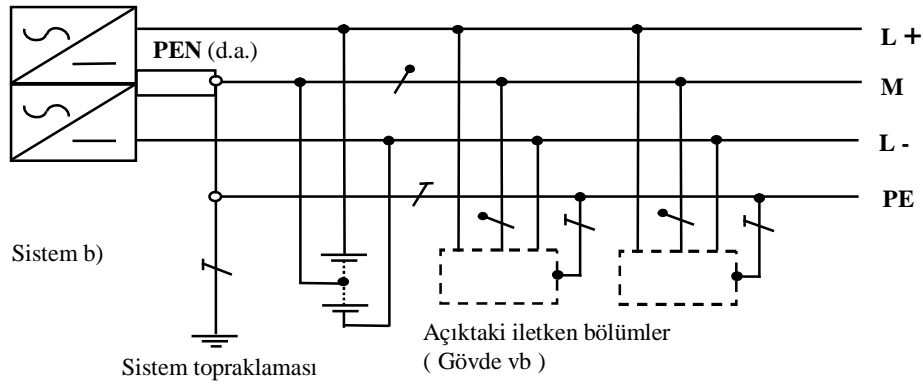 L +
PEN (d.a.)
M
L -
PE
Sistem b)
Açıktaki iletken bölümler
( Gövde vb )
Sistem topraklaması